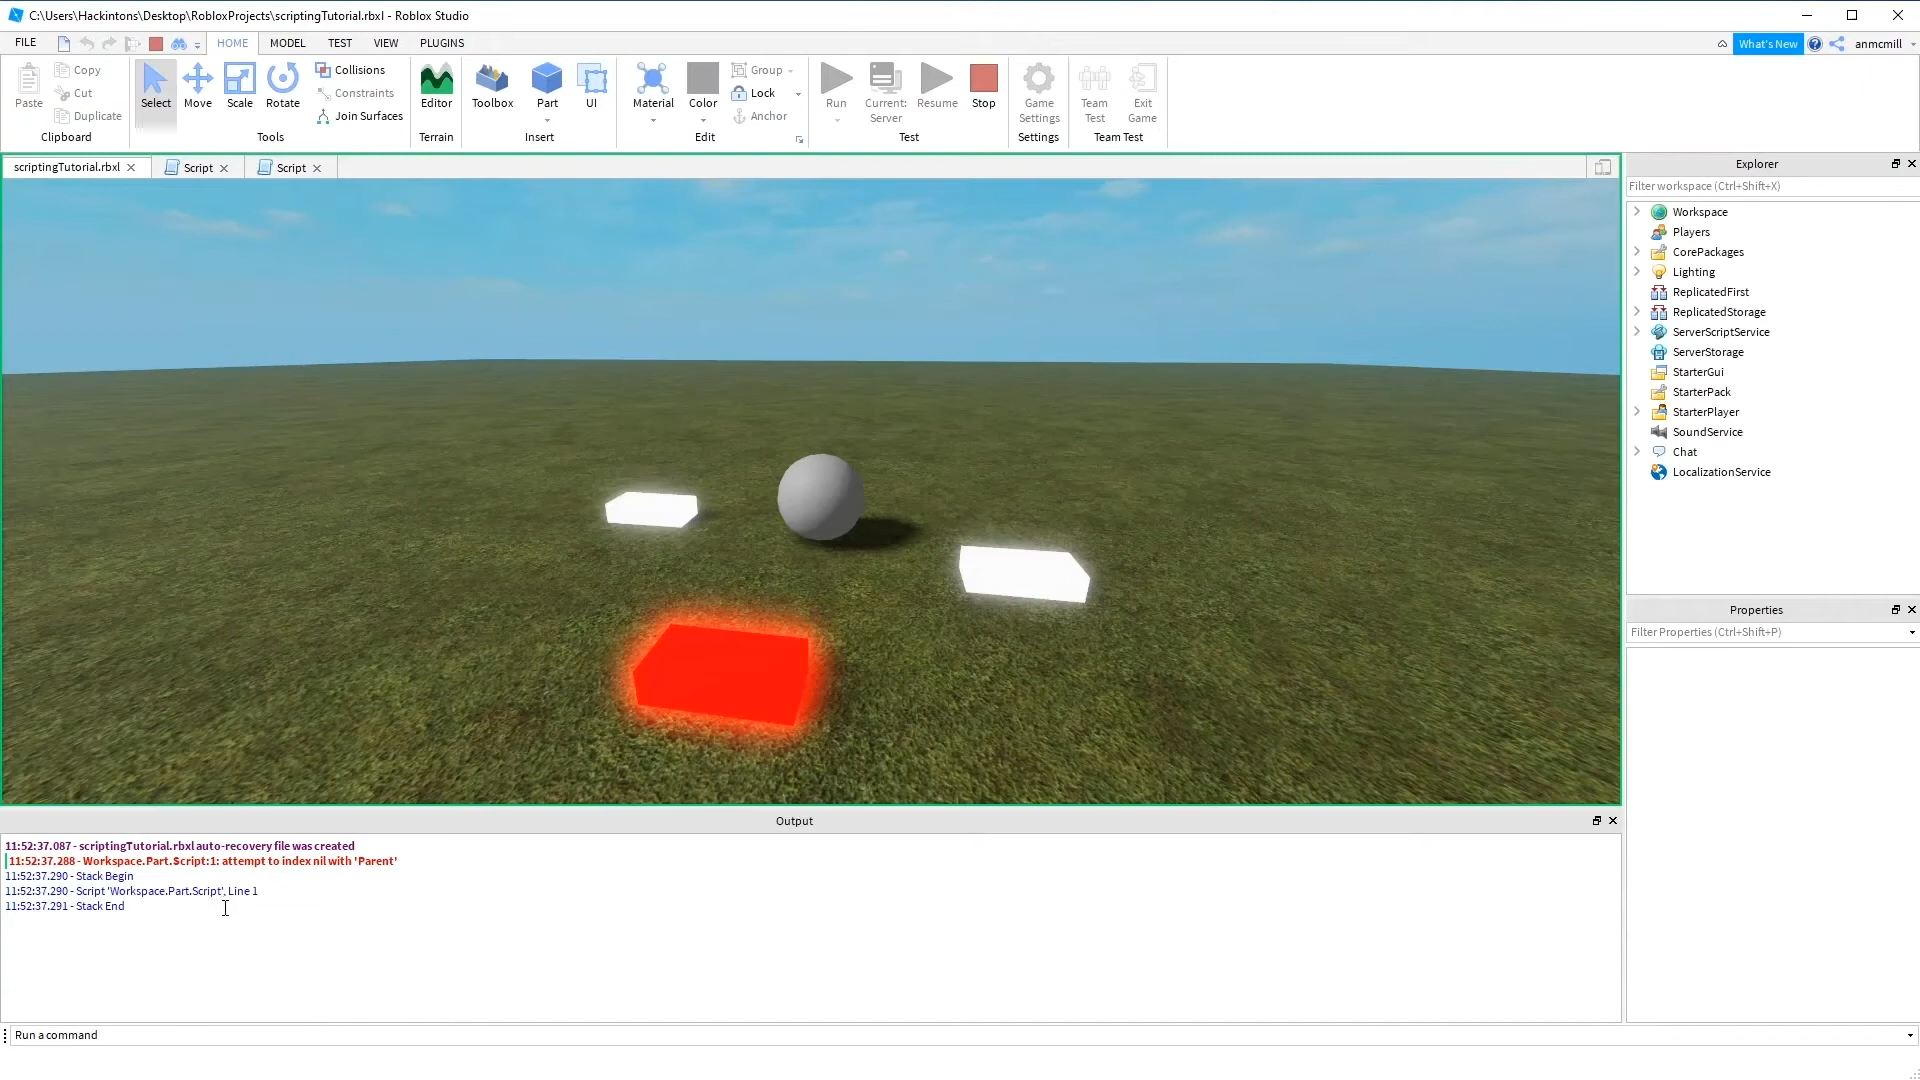 C:\Users\Hackintons\Desktop\RobloxProjects\scriptingTutorial.rbxl - Roblox Studio
FILE HOME MODEL TEST VIEW PLUGINS What's New anmcmill
Paste Copy Cut Duplicate Clipboard
Select Move Scale Rotate Collisions Constraints Join Surfaces Tools
Editor Terrain
Toolbox Part UI Insert
Material Color Group Lock Anchor Edit
Run Current: Server Resume Stop Test
Game Settings Settings
Team Test Exit Game Team Test
scriptingTutorial.rbxl Script Script
Explorer
Filter workspace (Ctrl+Shift+X)
Workspace
Players
CorePackages
Lighting
ReplicatedFirst
ReplicatedStorage
ServerScriptService
ServerStorage
StarterGui
StarterPack
StarterPlayer
SoundService
Chat
LocalizationService
Properties
Filter Properties (Ctrl+Shift+P)
Output
11:52:37.087 - scriptingTutorial.rbxl auto-recovery file was created
11:52:37.288 - Workspace.Part.Script:1: attempt to index nil with 'Parent'
11:52:37.290 - Stack Begin
11:52:37.290 - Script 'Workspace.Part.Script', Line 1
11:52:37.291 - Stack End
Run a command